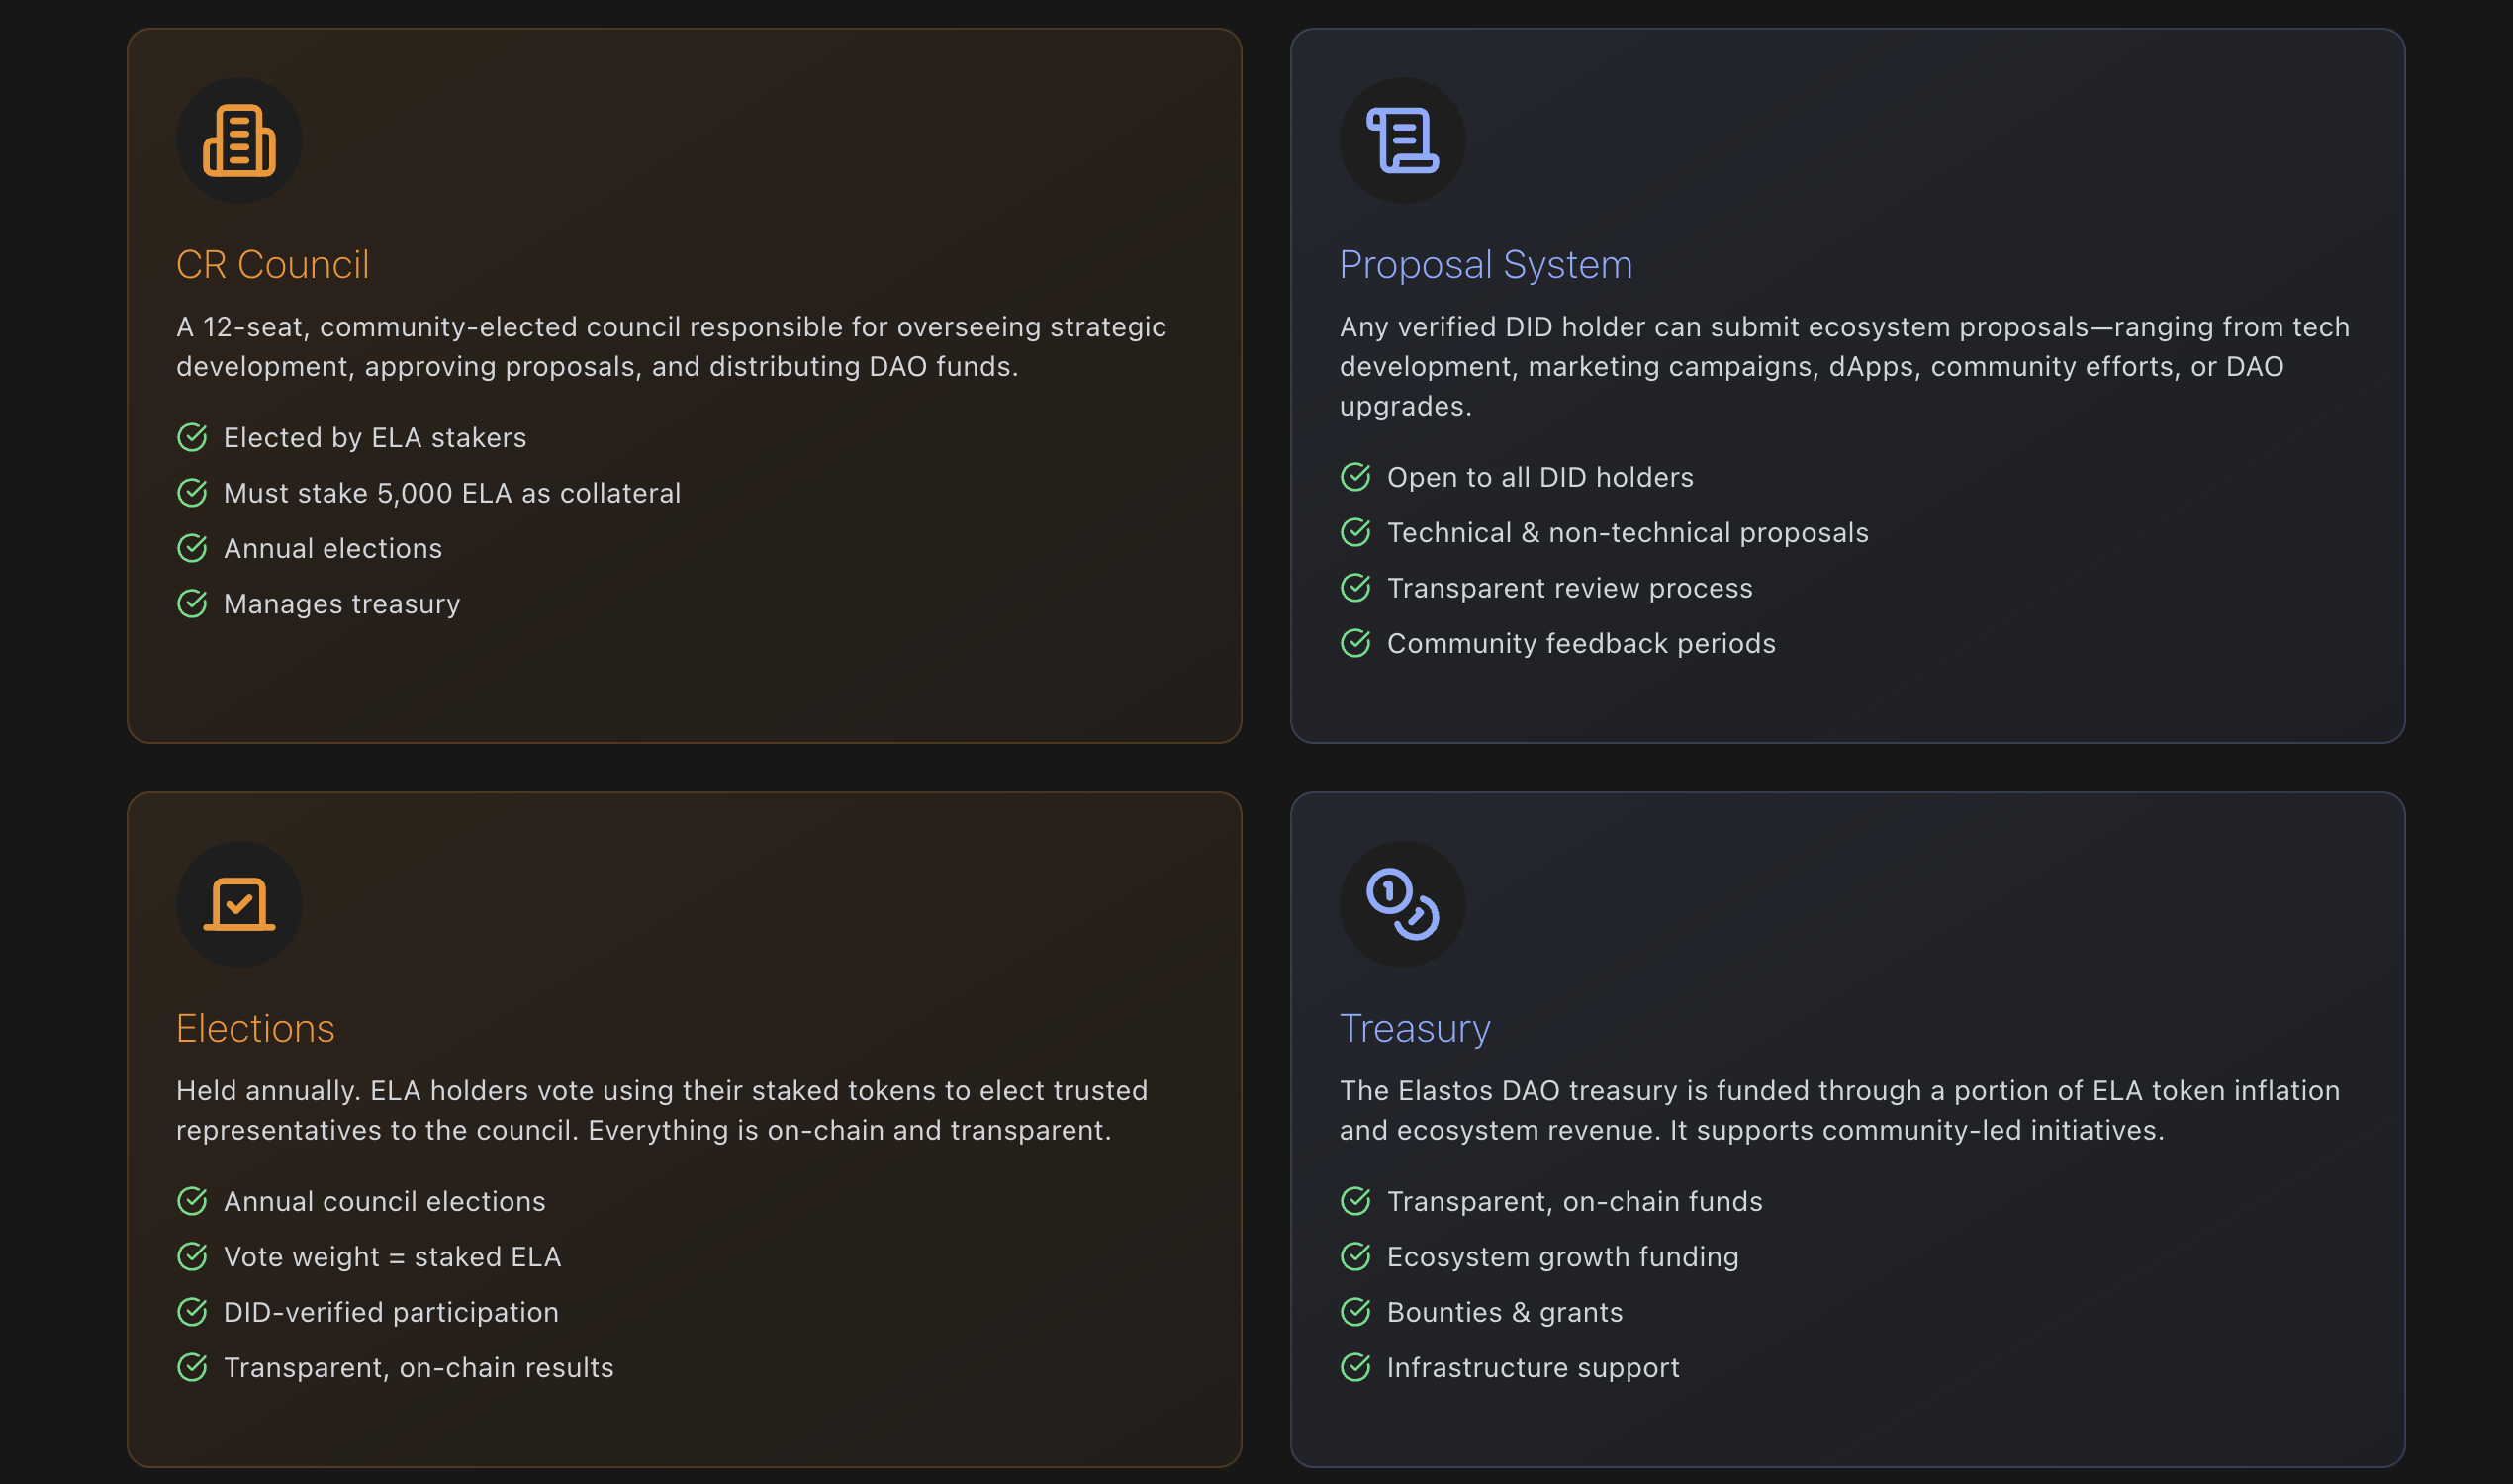 CR Council
A 12-seat, community-elected council responsible for overseeing strategic
development, approving proposals, and distributing DAO funds.
Elected by ELA stakers
Must stake 5,000 ELA as collateral
Annual elections
Manages treasury
Proposal System
Any verified DID holder can submit ecosystem proposals—ranging from tech
development, marketing campaigns, dApps, community efforts, or DAO
upgrades.
Open to all DID holders
Technical & non-technical proposals
Transparent review process
Community feedback periods
Elections
Held annually. ELA holders vote using their staked tokens to elect trusted
representatives to the council. Everything is on-chain and transparent.
Annual council elections
Vote weight = staked ELA
DID-verified participation
Transparent, on-chain results
Treasury
The Elastos DAO treasury is funded through a portion of ELA token inflation
and ecosystem revenue. It supports community-led initiatives.
Transparent, on-chain funds
Ecosystem growth funding
Bounties & grants
Infrastructure support